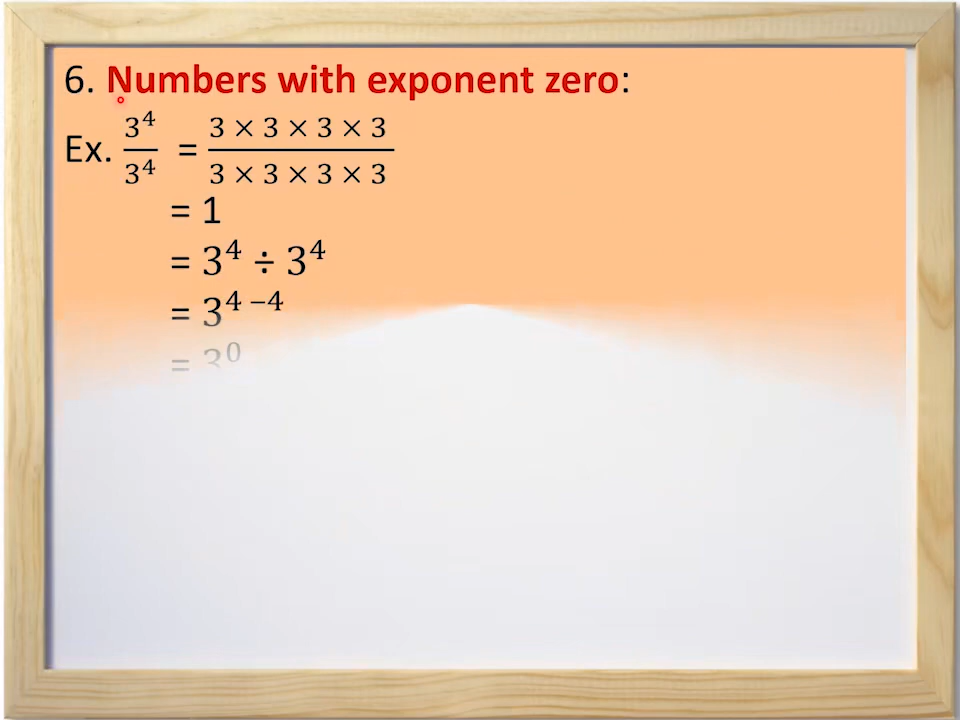 6. Numbers with exponent zero:
Ex. 3⁴/3⁴ = 3 × 3 × 3 × 3 / 3 × 3 × 3 × 3
= 1
= 3⁴ ÷ 3⁴
= 3⁴ ⁻⁴
= 3⁰